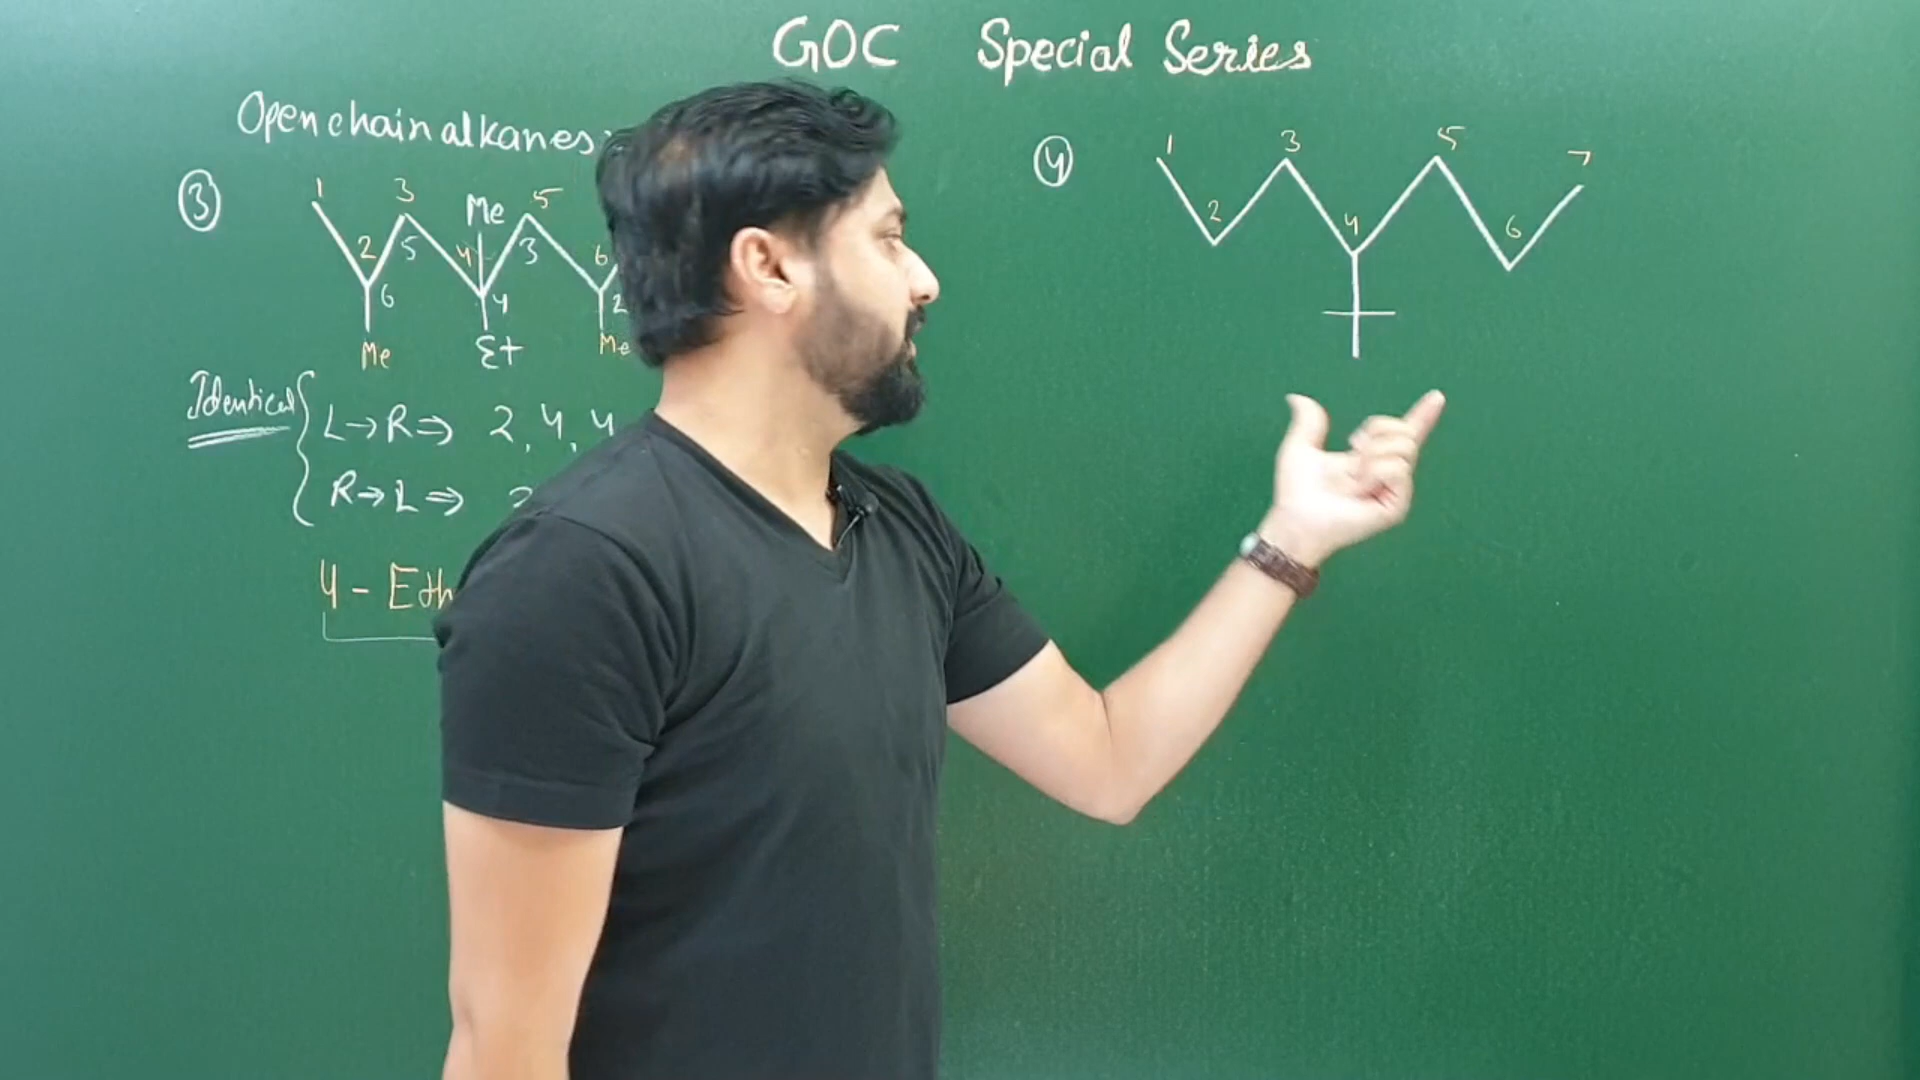 GOC Special Series
Open chain alkanes
③
1 3 Me 5
2 5 4 3 6
6 4 2
Me Et Me
Identical L→R⇒ 2, 4, 4
R→L⇒
4 - Eth
④
1 3 5 7
2 4 6